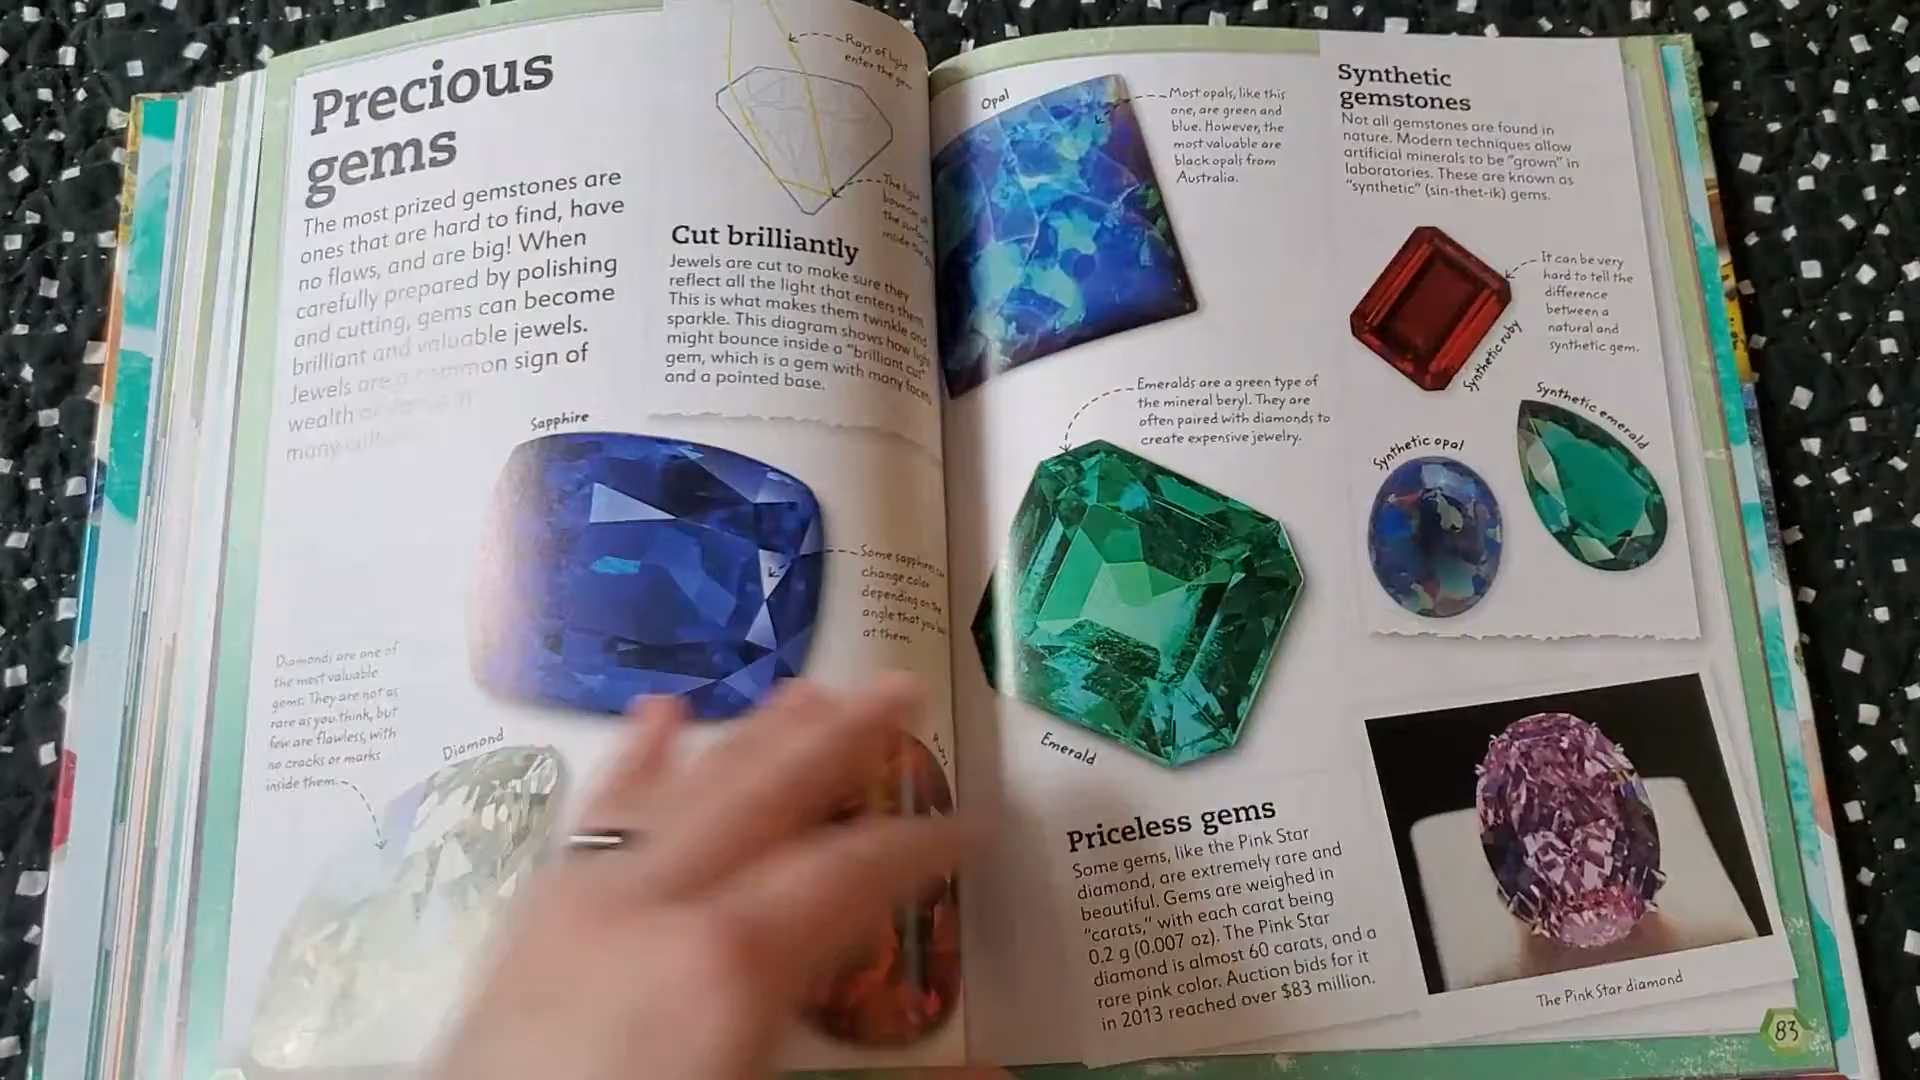 Precious
gems
The most prized gemstones are
ones that are hard to find, have
no flaws, and are big! When
carefully prepared by polishing
and cutting, gems can become
brilliant and valuable jewels.
Jewels are a common sign of
wealth
many
Rays of light
enter the gem
The light
bounces
the surface
inside the
Cut brilliantly
Jewels are cut to make sure they
reflect all the light that enters them
This is what makes them twinkle and
sparkle. This diagram shows how light
might bounce inside a "brilliant cut"
gem, which is a gem with many facets
and a pointed base.
Sapphire
Some sapphires
change color
depending on the
angle that you
at them.
Diamonds are one of
the most valuable
gems. They are not as
rare as you think, but
few are flawless, with
no cracks or marks
inside them.
Diamond
Ruby
Opal
Most opals, like this
one, are green and
blue. However, the
most valuable are
black opals from
Australia.
Emeralds are a green type of
the mineral beryl. They are
often paired with diamonds to
create expensive jewelry.
Emerald
Priceless gems
Some gems, like the Pink Star
diamond, are extremely rare and
beautiful. Gems are weighed in
"carats," with each carat being
0.2 g (0.007 oz). The Pink Star
diamond is almost 60 carats, and a
rare pink color. Auction bids for it
in 2013 reached over $83 million.
Synthetic
gemstones
Not all gemstones are found in
nature. Modern techniques allow
artificial minerals to be "grown" in
laboratories. These are known as
"synthetic" (sin-thet-ik) gems.
It can be very
hard to tell the
difference
between a
natural and
synthetic gem.
Synthetic ruby
Synthetic emerald
Synthetic opal
The Pink Star diamond
83